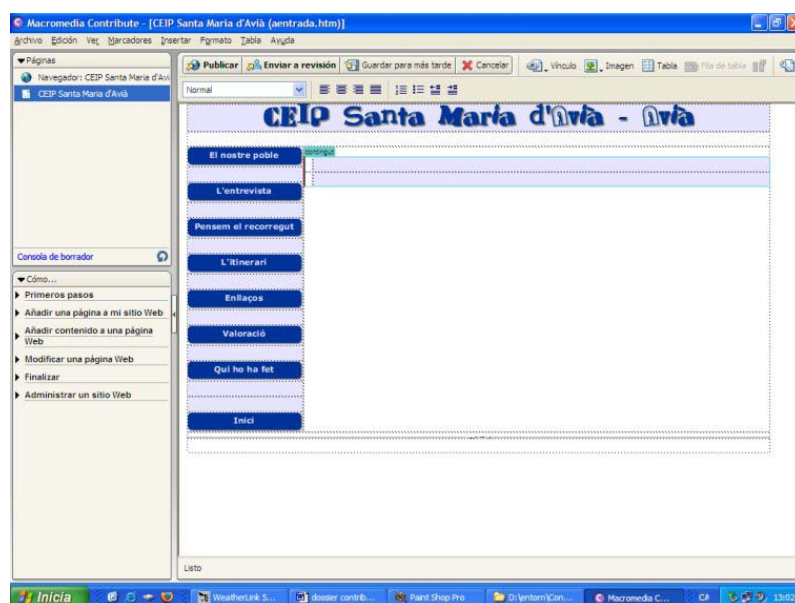 Macromedia Contribute - [CEIP Santa Maria d'Avià (aentrada.htm)]
Archivo Edición Ver Marcadores Insertar Formato Tabla Ayuda
Páginas
Publicar Enviar a revisión Guardar para más tarde Cancelar Vínculo Imagen Tabla Fila de tabla
Navegador: CEIP Santa Maria d'Avi
CEIP Santa Maria d'Avià
Normal
CEIP Santa Maria d'Avià - Avià
contingut
El nostre poble
L'entrevista
Pensem el recorregut
L'itinerari
Enllaços
Valoració
Qui ho ha fet
Inici
Consola de borrador
Cómo...
Primeros pasos
Añadir una página a mi sitio Web
Añadir contenido a una página
Web
Modificar una página Web
Finalizar
Administrar un sitio Web
Listo
Inicia WeatherLink 5... dossier contrib... Paint Shop Pro D:\entorn\Con... Macromedia C... CA 13:02